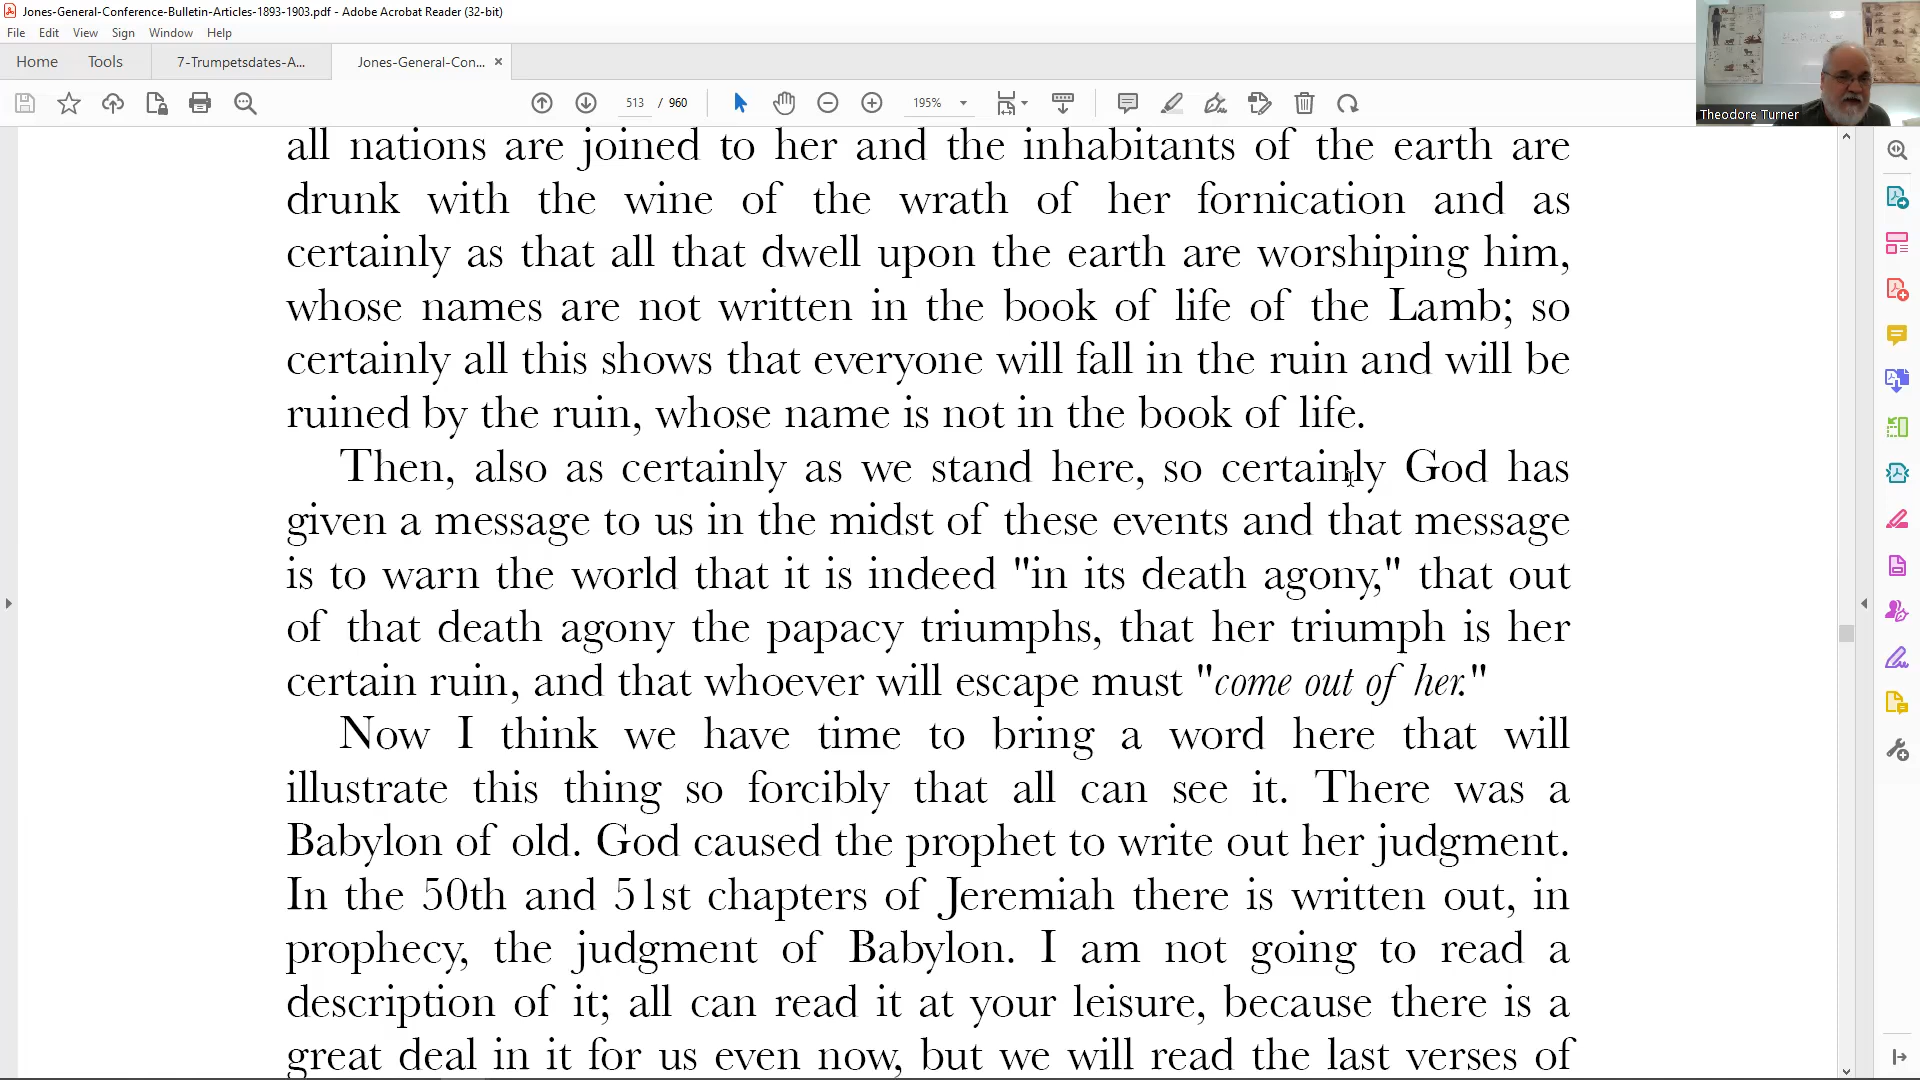 Jones-General-Conference-Bulletin-Articles-1893-1903.pdf - Adobe Acrobat Reader (32-bit)
File Edit View Sign Window Help
Home Tools 7-Trumpetsdates-A... Jones-General-Con... ×
513 / 960 195%
Theodore Turner
all nations are joined to her and the inhabitants of the earth are
drunk with the wine of the wrath of her fornication and as
certainly as that all that dwell upon the earth are worshiping him,
whose names are not written in the book of life of the Lamb; so
certainly all this shows that everyone will fall in the ruin and will be
ruined by the ruin, whose name is not in the book of life.
Then, also as certainly as we stand here, so certainly God has
given a message to us in the midst of these events and that message
is to warn the world that it is indeed "in its death agony," that out
of that death agony the papacy triumphs, that her triumph is her
certain ruin, and that whoever will escape must "come out of her."
Now I think we have time to bring a word here that will
illustrate this thing so forcibly that all can see it. There was a
Babylon of old. God caused the prophet to write out her judgment.
In the 50th and 51st chapters of Jeremiah there is written out, in
prophecy, the judgment of Babylon. I am not going to read a
description of it; all can read it at your leisure, because there is a
great deal in it for us even now, but we will read the last verses of